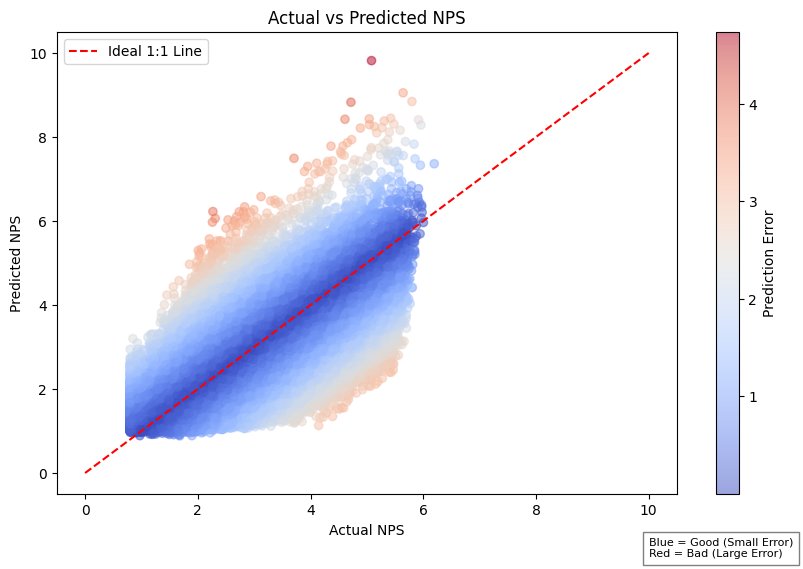 Actual vs Predicted NPS
Ideal 1:1 Line
10
8
6
4
2
0
Predicted NPS
0 2 4 6 8 10
Actual NPS
4
3
2
1
Prediction Error
Blue = Good (Small Error)
Red = Bad (Large Error)